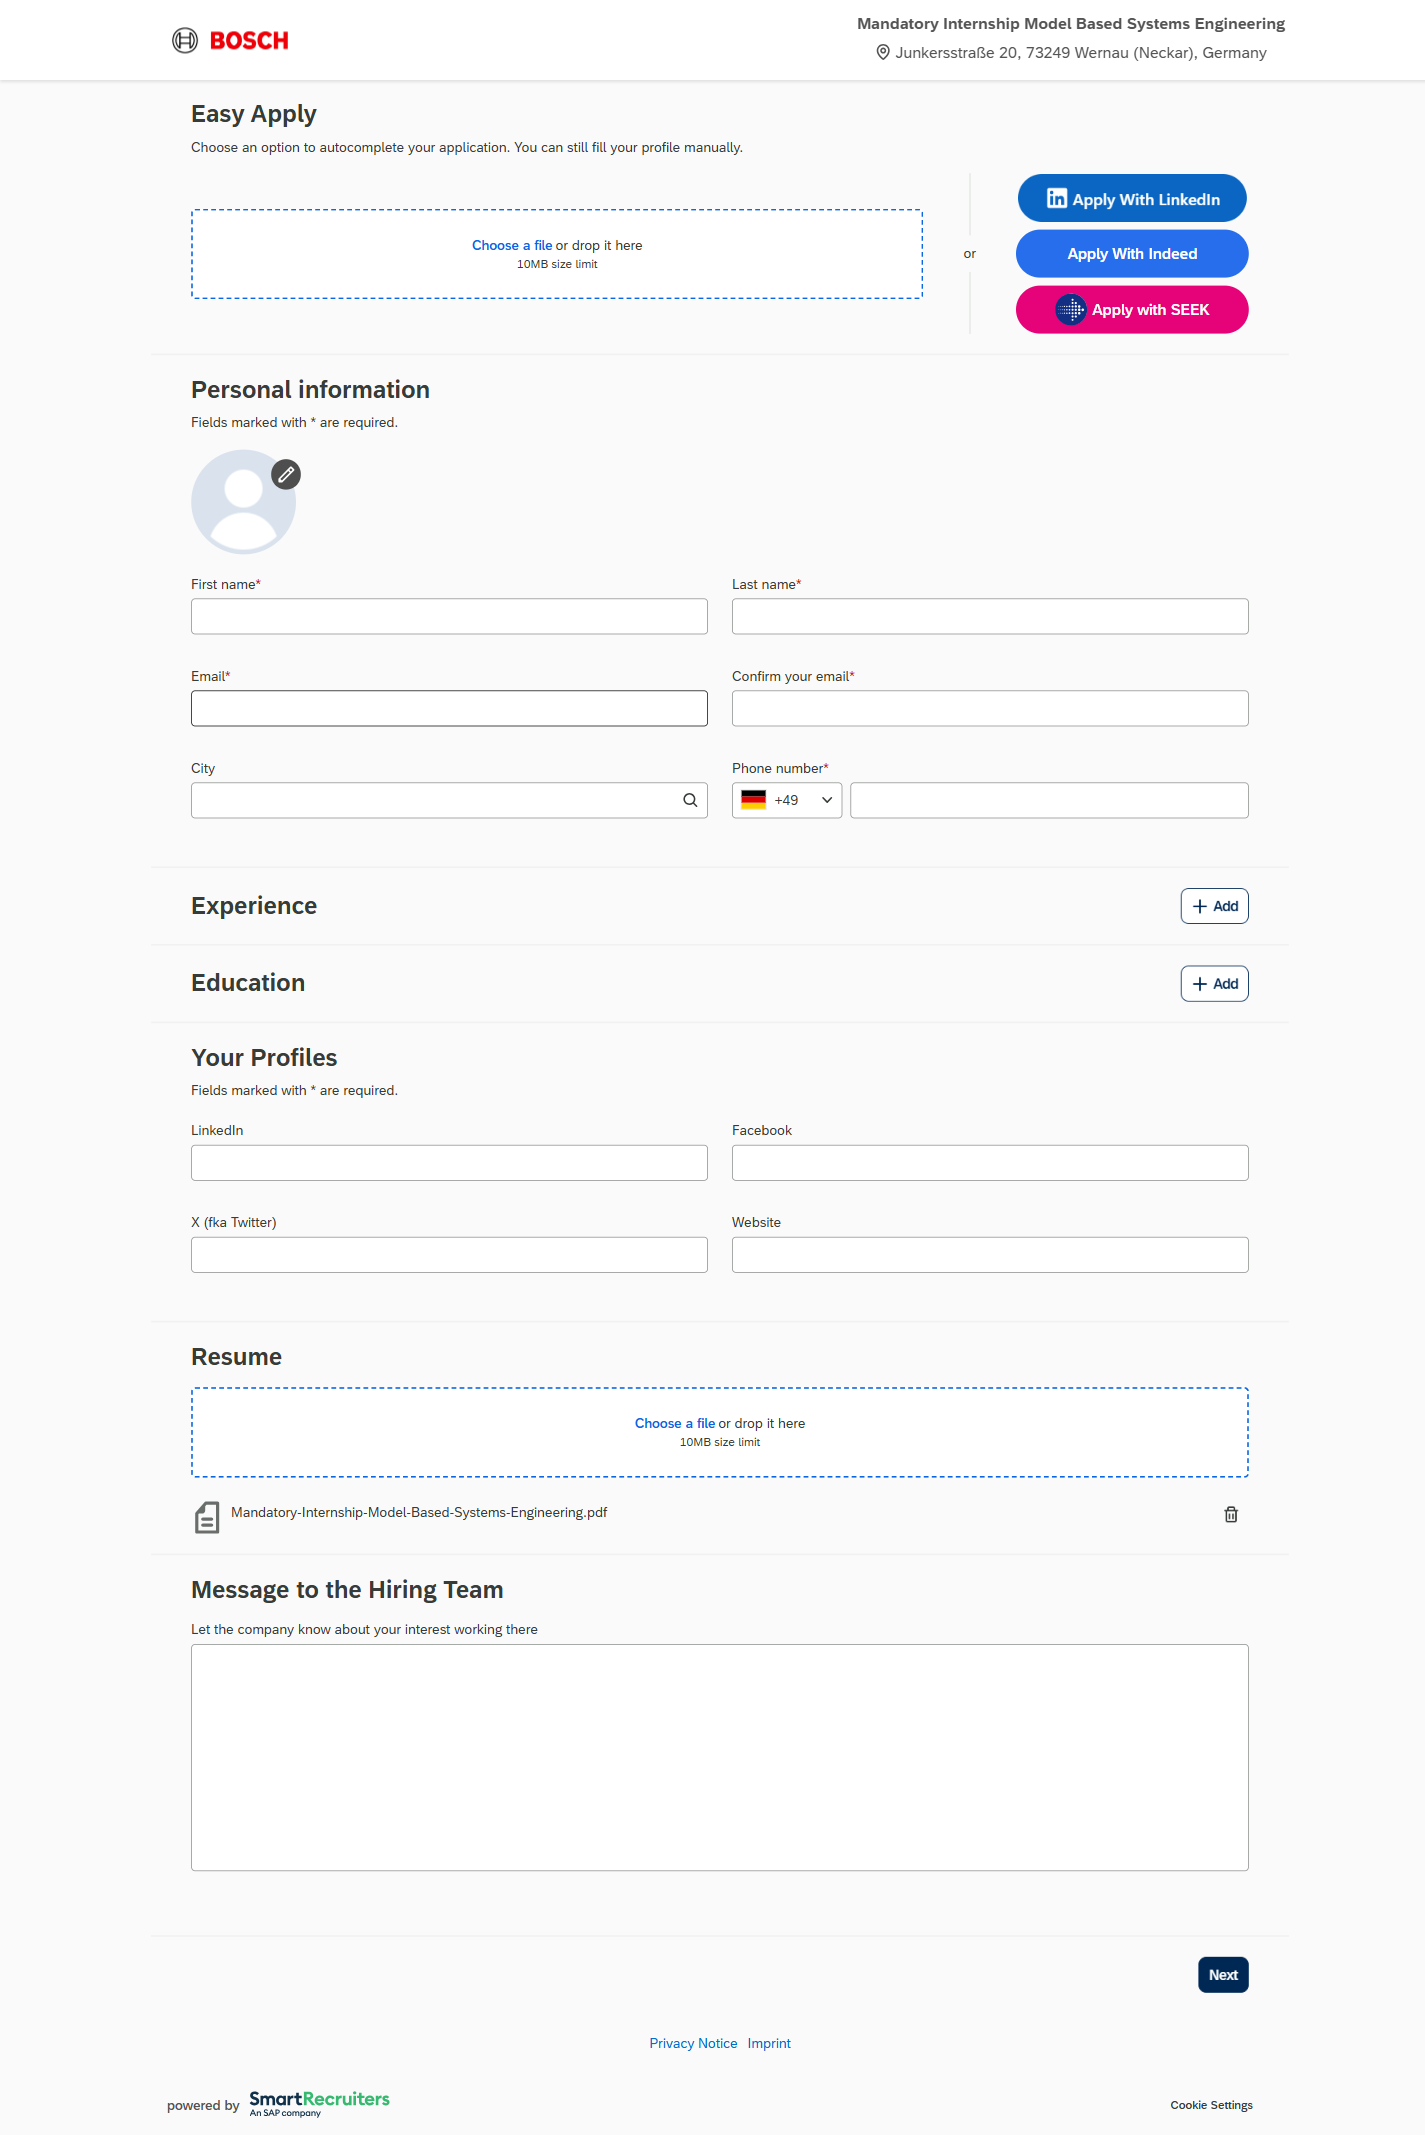 BOSCH
Mandatory Internship Model Based Systems Engineering
Junkersstraße 20, 73249 Wernau (Neckar), Germany
Easy Apply
Choose an option to autocomplete your application. You can still fill your profile manually.
Choose a file or drop it here
10MB size limit
or
Apply With LinkedIn
Apply With Indeed
Apply with SEEK
Personal information
Fields marked with * are required.
First name*
Last name*
Email*
Confirm your email*
City
Phone number*
+49
Experience
Add
Education
Add
Your Profiles
Fields marked with * are required.
LinkedIn
Facebook
X (fka Twitter)
Website
Resume
Choose a file or drop it here
10MB size limit
Mandatory-Internship-Model-Based-Systems-Engineering.pdf
Message to the Hiring Team
Let the company know about your interest working there
Next
Privacy Notice Imprint
powered by SmartRecruiters
An SAP company
Cookie Settings